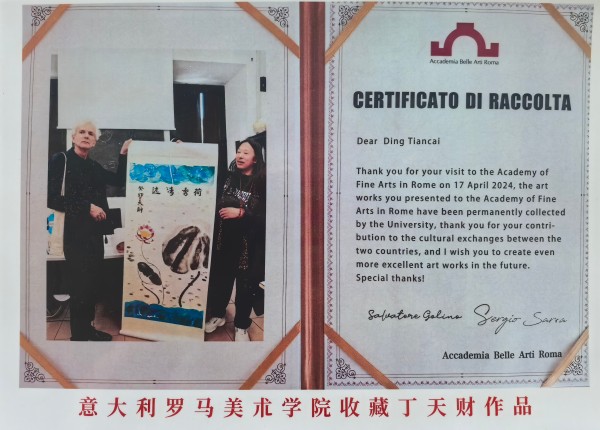 清香荷
Accademia Belle Arti Roma
CERTIFICATO DI RACCOLTA
Dear Ding Tiancai
Thank you for your visit to the Academy of
Fine Arts in Rome on 17 April 2024, the art
works you presented to the Academy of Fine
Arts in Rome have been permanently collected
by the University, thank you for your contri-
bution to the cultural exchanges between the
two countries, and I wish you to create even
more excellent art works in the future.
Special thanks!
Salvatore Golino Sergio Sarra
Accademia Belle Arti Roma
意大利罗马美术学院收藏丁天财作品